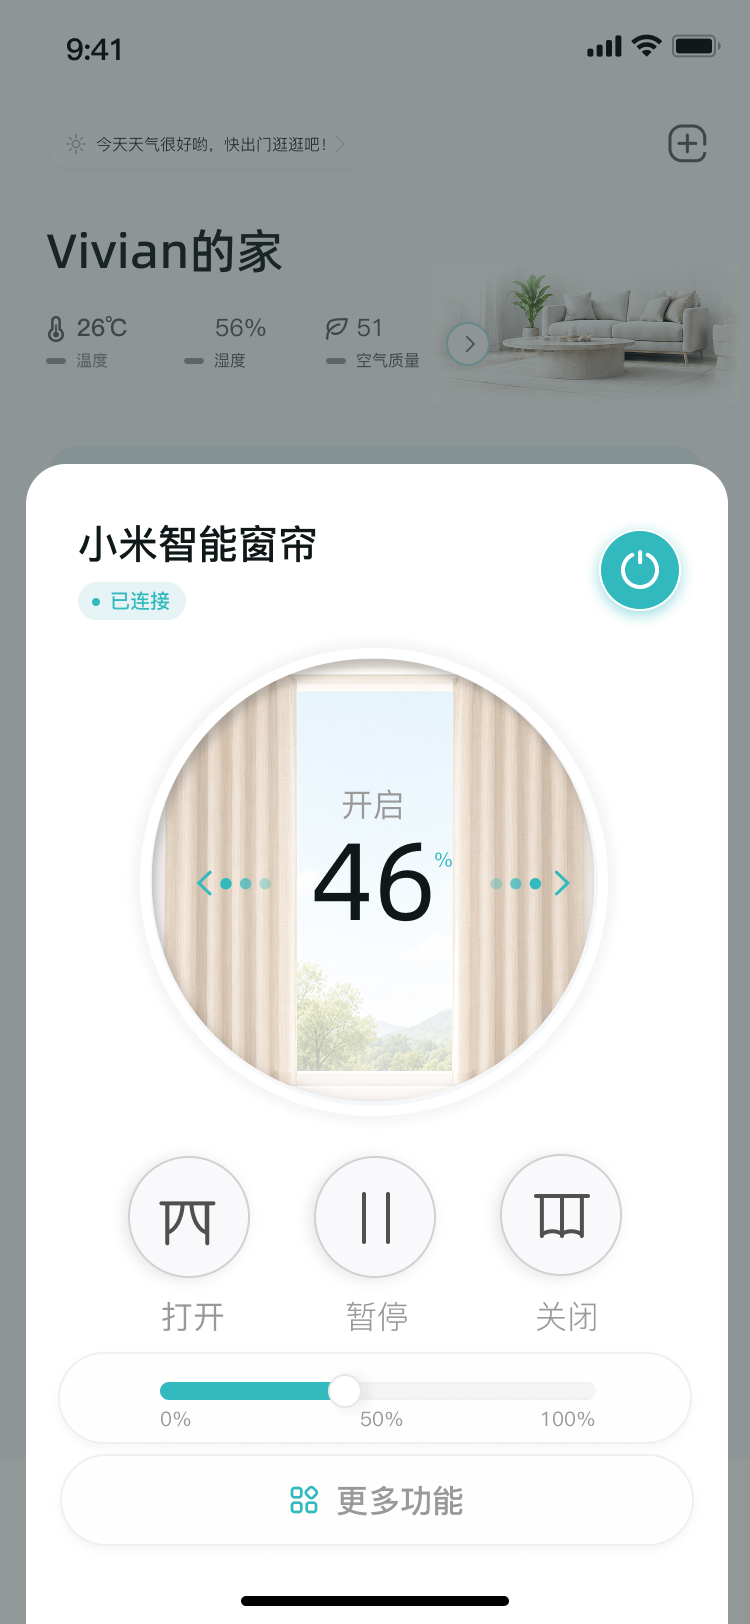 9:41
今天天气很好哟，快出门逛逛吧！
Vivian的家
26℃ 56% 51
温度 湿度 空气质量
小米智能窗帘
已连接
开启
46%
打开 暂停 关闭
0% 50% 100%
更多功能